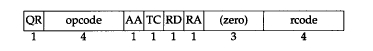 QR opcode AA TC RD RA (zero) rcode
1 4 1 1 1 1 3 4